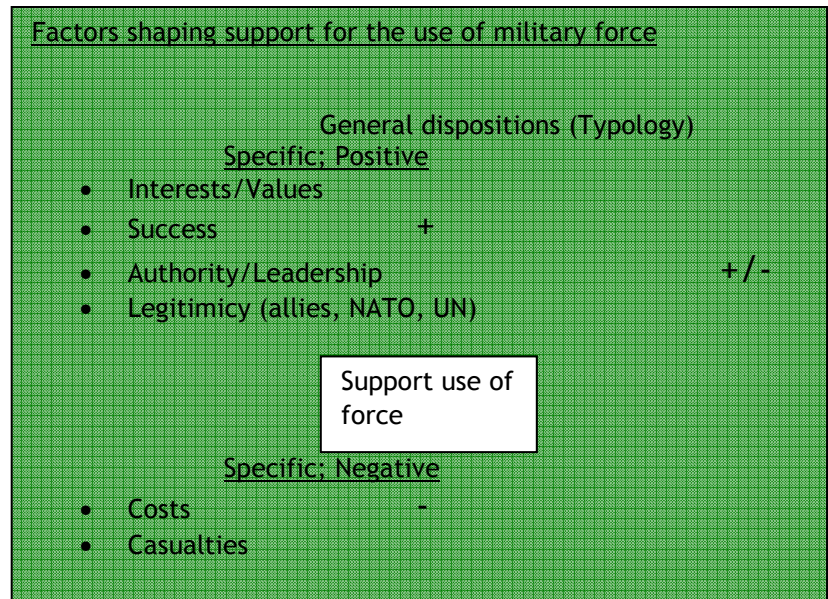 Factors shaping support for the use of military force
General dispositions (Typology)
Specific; Positive
• Interests/Values
• Success +
• Authority/Leadership +/-
• Legitimicy (allies, NATO, UN)
Support use of
force
Specific; Negative
• Costs -
• Casualties